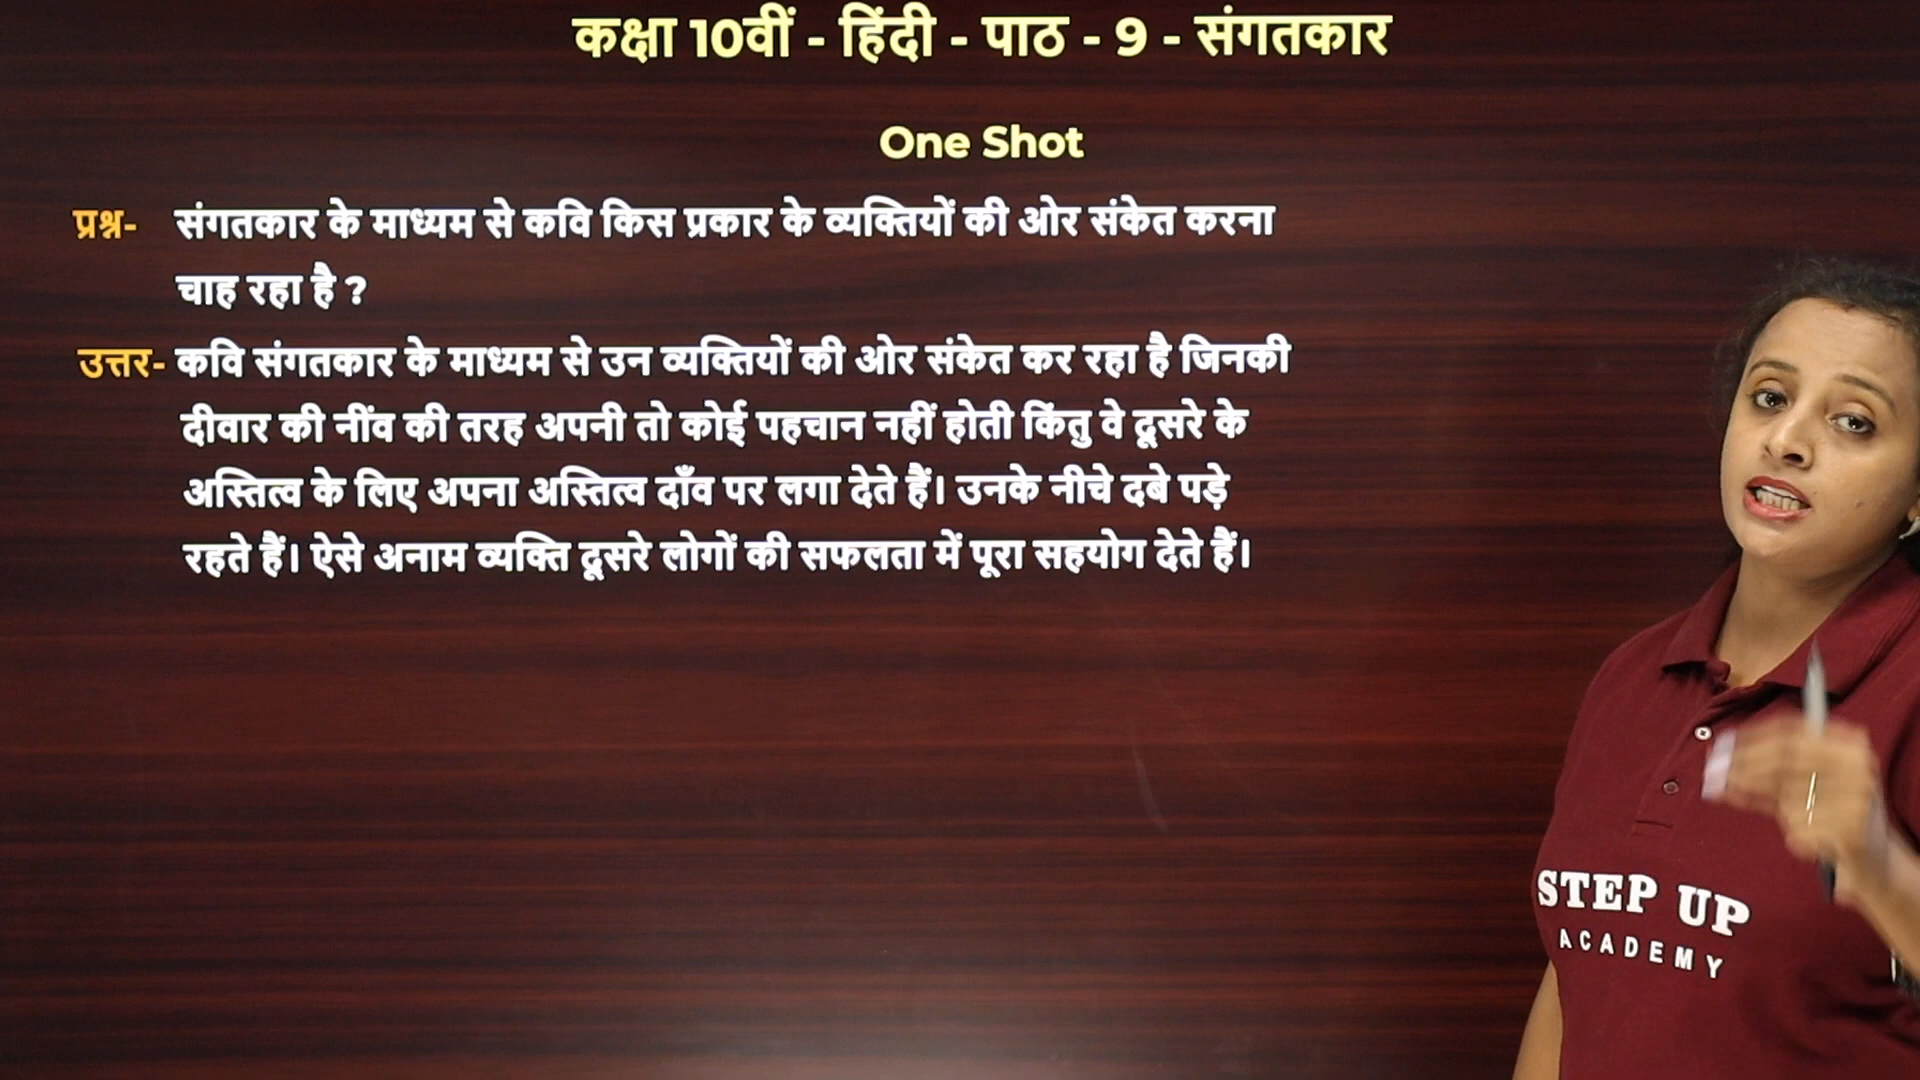 कक्षा 10वीं - हिंदी - पाठ - 9 - संगतकार
One Shot
प्रश्न- संगतकार के माध्यम से कवि किस प्रकार के व्यक्तियों की ओर संकेत करना
चाह रहा है ?
उत्तर- कवि संगतकार के माध्यम से उन व्यक्तियों की ओर संकेत कर रहा है जिनकी
दीवार की नींव की तरह अपनी तो कोई पहचान नहीं होती किंतु वे दूसरे के
अस्तित्व के लिए अपना अस्तित्व दाँव पर लगा देते हैं। उनके नीचे दबे पड़े
रहते हैं। ऐसे अनाम व्यक्ति दूसरे लोगों की सफलता में पूरा सहयोग देते हैं।
STEP UP
ACADEMY